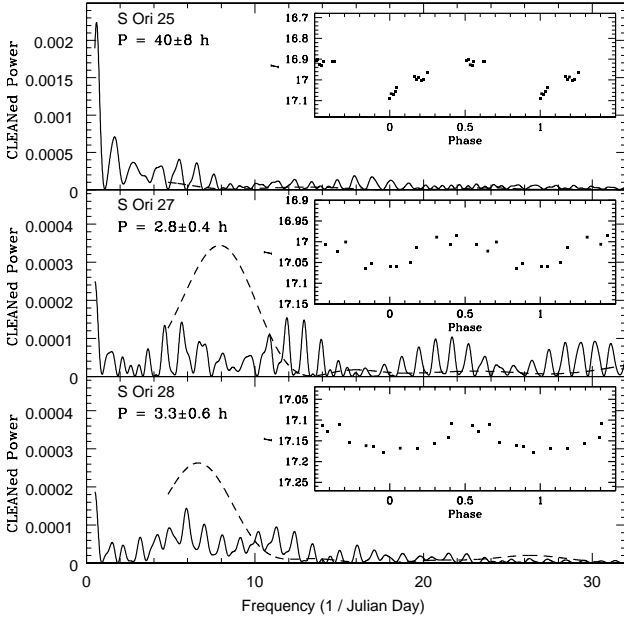 S Ori 25
P = 40±8 h
CLEANed Power
0.002
0.0015
0.001
0.0005
0
16.7
16.8
16.9
17
17.1
I
0
0.5
1
Phase
S Ori 27
P = 2.8±0.4 h
CLEANed Power
0.0004
0.0003
0.0002
0.0001
0
16.9
16.95
17.00
17.05
17.1
17.15
I
0
0.5
1
Phase
S Ori 28
P = 3.3±0.6 h
CLEANed Power
0.0004
0.0003
0.0002
0.0001
0
17.05
17.1
17.15
17.2
17.25
I
0
0.5
1
Phase
0
10
20
30
Frequency (1 / Julian Day)